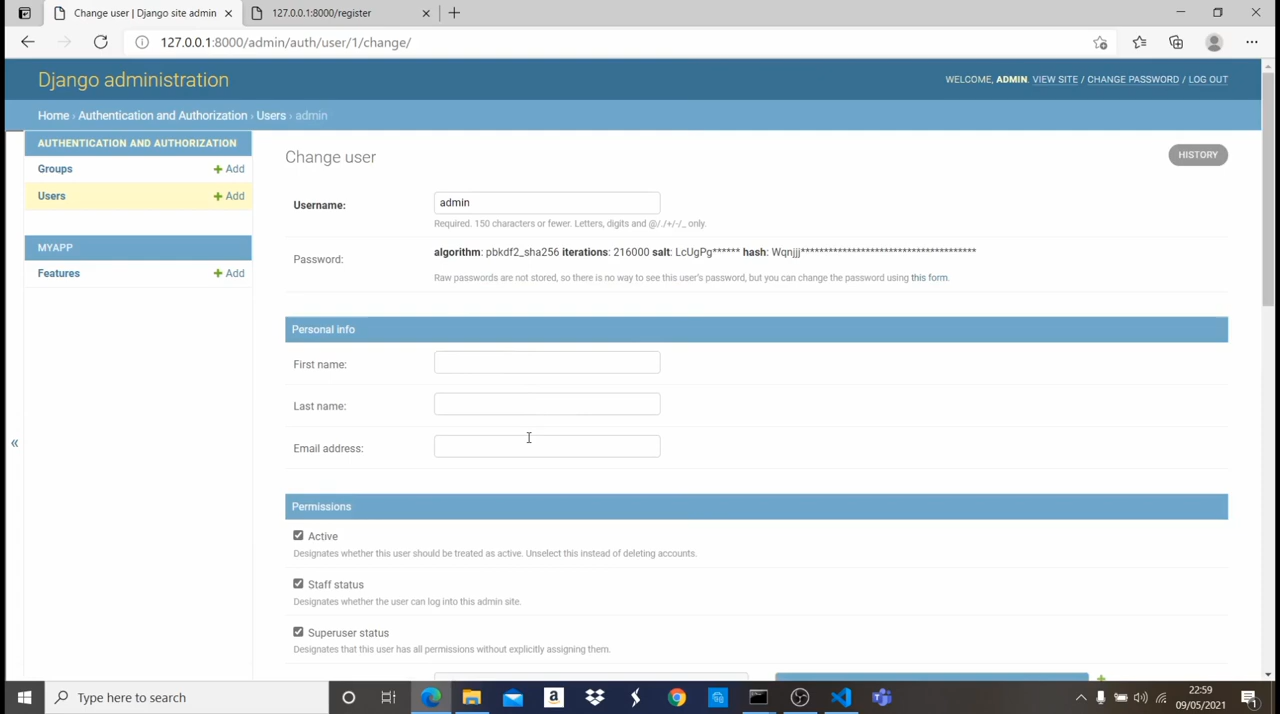 Change user | Django site admin
127.0.0.1:8000/register
127.0.0.1:8000/admin/auth/user/1/change/
Django administration
WELCOME, ADMIN. VIEW SITE / CHANGE PASSWORD / LOG OUT
Home › Authentication and Authorization › Users › admin
AUTHENTICATION AND AUTHORIZATION
Groups + Add
Users + Add
MYAPP
Features + Add
«
Change user
HISTORY
Username: admin
Required. 150 characters or fewer. Letters, digits and @/./+/-/_ only.
Password: algorithm: pbkdf2_sha256 iterations: 216000 salt: LcUgPg****** hash: Wqnjjj**************************************
Raw passwords are not stored, so there is no way to see this user's password, but you can change the password using this form.
Personal info
First name:
Last name:
Email address:
Permissions
Active
Designates whether this user should be treated as active. Unselect this instead of deleting accounts.
Staff status
Designates whether the user can log into this admin site.
Superuser status
Designates that this user has all permissions without explicitly assigning them.
Type here to search
22:59
09/05/2021
1